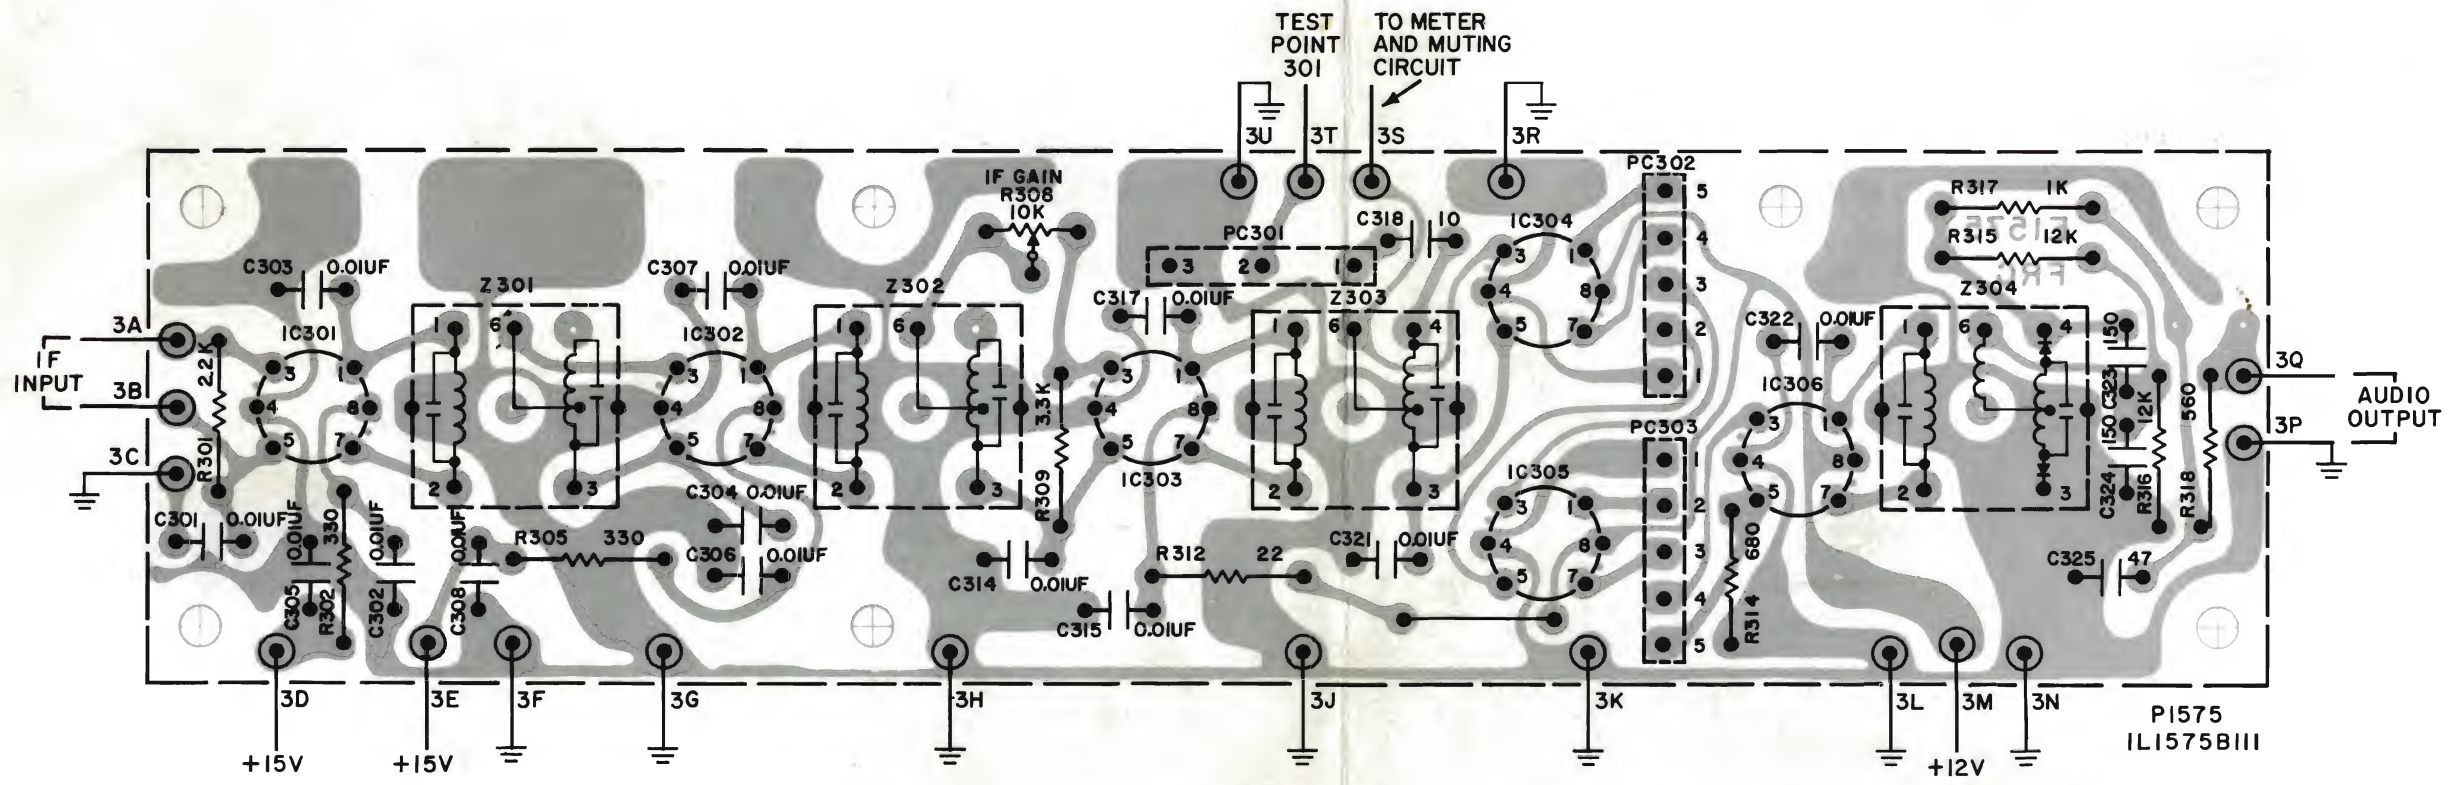 TEST
POINT
301
TO METER
AND MUTING
CIRCUIT
3U
3T
3S
3R
PC302
5
4
3
2
1
IF GAIN
R308
10K
PC301
3
2
1
C318
10
IC304
3
1
4
8
5
7
R317
1K
R315
12K
P1575
FRG
C303
0.01UF
C307
0.01UF
C317
0.01UF
C322
0.01UF
Z301
1
6
2
3
Z302
1
6
2
3
Z303
1
6
4
2
3
Z304
1
6
4
2
3
3A
IF
INPUT
3B
3C
2.2K
R301
IC301
3
1
4
8
5
7
IC302
3
1
4
8
5
7
3.3K
R309
3
1
4
8
5
7
IC303
PC303
1
2
3
4
5
IC306
3
1
4
8
5
7
150
C323
150
C324
12K
R316
560
R318
3Q
AUDIO
OUTPUT
3P
C301
0.01UF
0.01UF
C305
330
R302
0.01UF
C302
0.01UF
C308
R305
330
C304
0.01UF
C306
0.01UF
C314
0.01UF
C315
0.01UF
R312
22
C321
0.01UF
IC305
3
1
4
8
5
7
680
R314
C325
47
3D
3E
3F
3G
3H
3J
3K
3L
3M
3N
+15V
+15V
+12V
P1575
IL1575B111